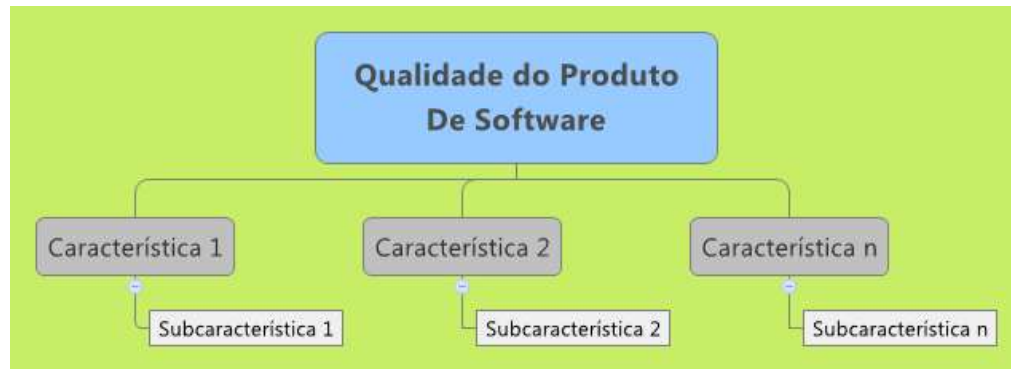 Qualidade do Produto
De Software
Característica 1
Característica 2
Característica n
Subcaracterística 1
Subcaracterística 2
Subcaracterística n